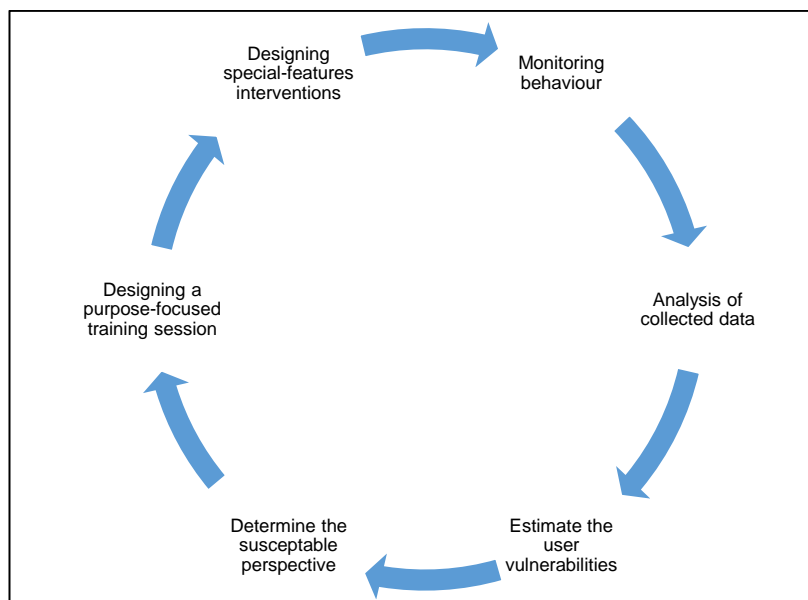 Designing
special-features
interventions
Monitoring
behaviour
Analysis of
collected data
Estimate the
user
vulnerabilities
Determine the
susceptable
perspective
Designing a
purpose-focused
training session